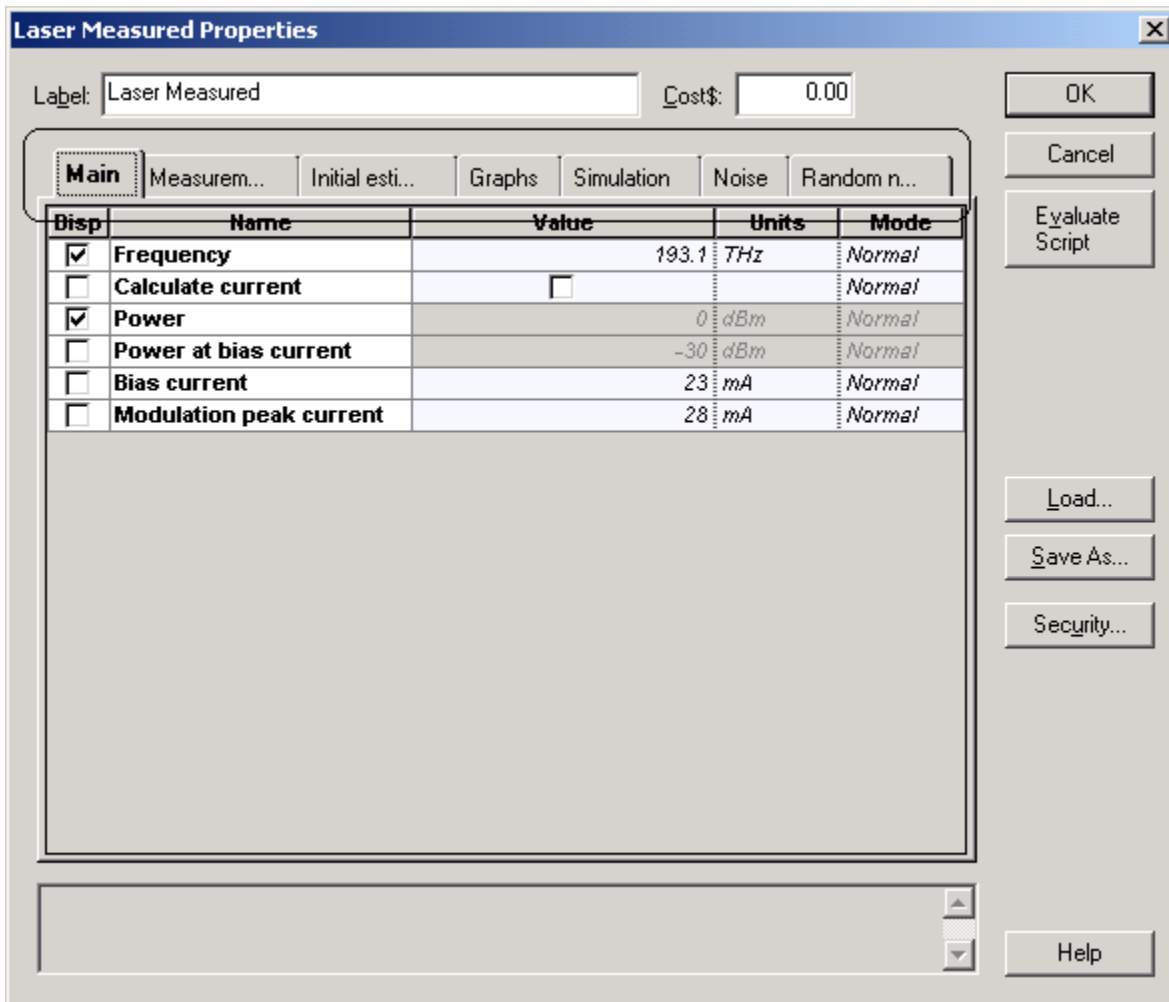 Laser Measured Properties
Label: Laser Measured Cost$: 0.00 OK
Cancel
Main Measurem... Initial esti... Graphs Simulation Noise Random n...
Evaluate
Script
Disp Name Value Units Mode
Frequency 193.1 THz Normal
Calculate current Normal
Power 0 dBm Normal
Power at bias current -30 dBm Normal
Bias current 23 mA Normal
Modulation peak current 28 mA Normal
Load...
Save As...
Security...
Help